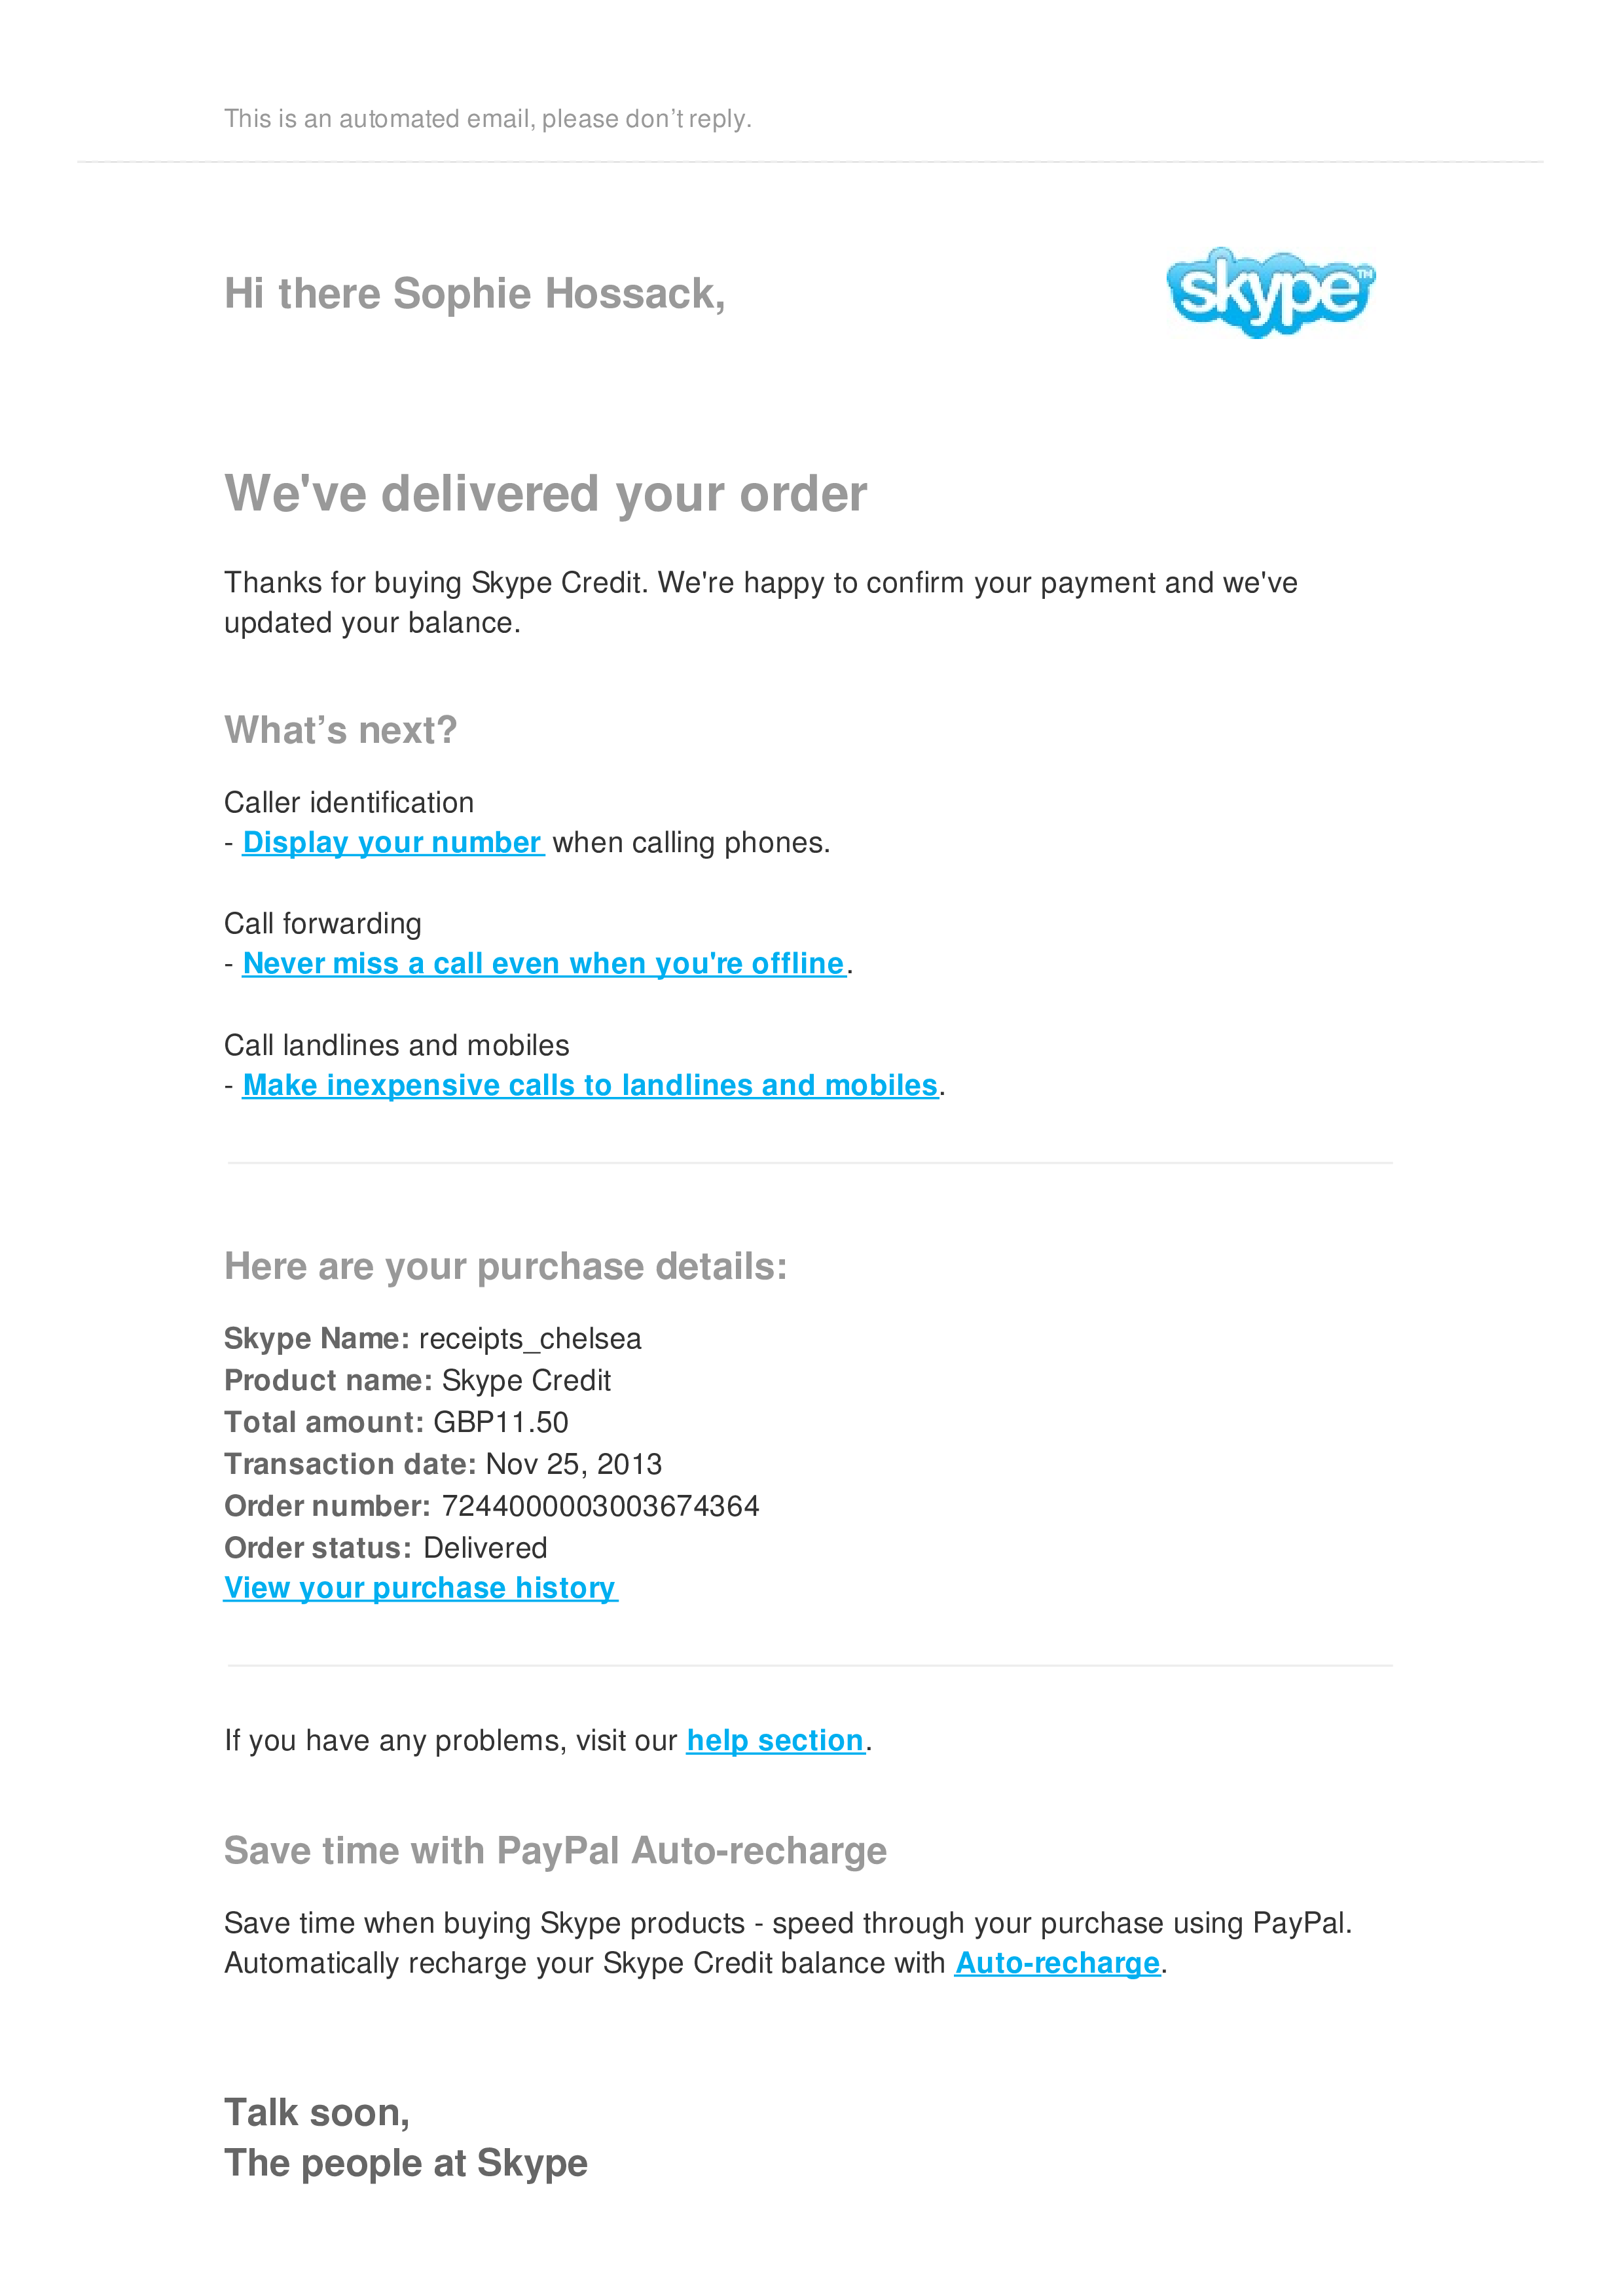 This is an automated email, please don’t reply.
Hi there Sophie Hossack,
skype™
We've delivered your order
Thanks for buying Skype Credit. We're happy to confirm your payment and we've
updated your balance.
What’s next?
Caller identification
- Display your number when calling phones.
Call forwarding
- Never miss a call even when you're offline.
Call landlines and mobiles
- Make inexpensive calls to landlines and mobiles.
Here are your purchase details:
Skype Name: receipts_chelsea
Product name: Skype Credit
Total amount: GBP11.50
Transaction date: Nov 25, 2013
Order number: 7244000003003674364
Order status: Delivered
View your purchase history
If you have any problems, visit our help section.
Save time with PayPal Auto-recharge
Save time when buying Skype products - speed through your purchase using PayPal.
Automatically recharge your Skype Credit balance with Auto-recharge.
Talk soon,
The people at Skype